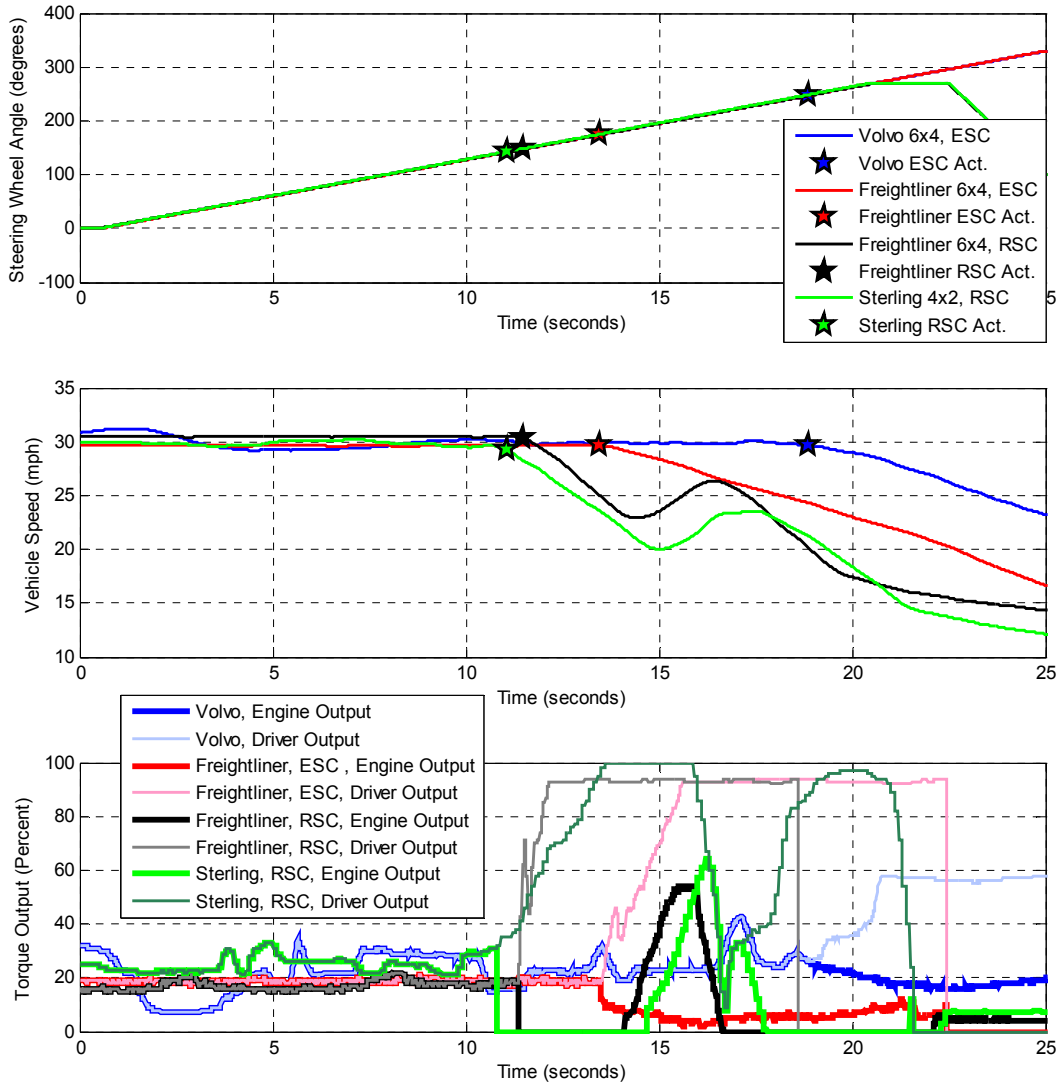 400
300
200
100
0
-100
Steering Wheel Angle (degrees)
0 5 10 15 25
Time (seconds)
Volvo 6x4, ESC
Volvo ESC Act.
Freightliner 6x4, ESC
Freightliner ESC Act.
Freightliner 6x4, RSC
Freightliner RSC Act.
Sterling 4x2, RSC
Sterling RSC Act.
35
30
25
20
15
10
Vehicle Speed (mph)
0 5 10 15 20 25
Time (seconds)
Volvo, Engine Output
Volvo, Driver Output
Freightliner, ESC , Engine Output
Freightliner, ESC, Driver Output
Freightliner, RSC, Engine Output
Freightliner, RSC, Driver Output
Sterling, RSC, Engine Output
Sterling, RSC, Driver Output
100
80
60
40
20
0
Torque Output (Percent)
0 5 10 15 20 25
Time (seconds)